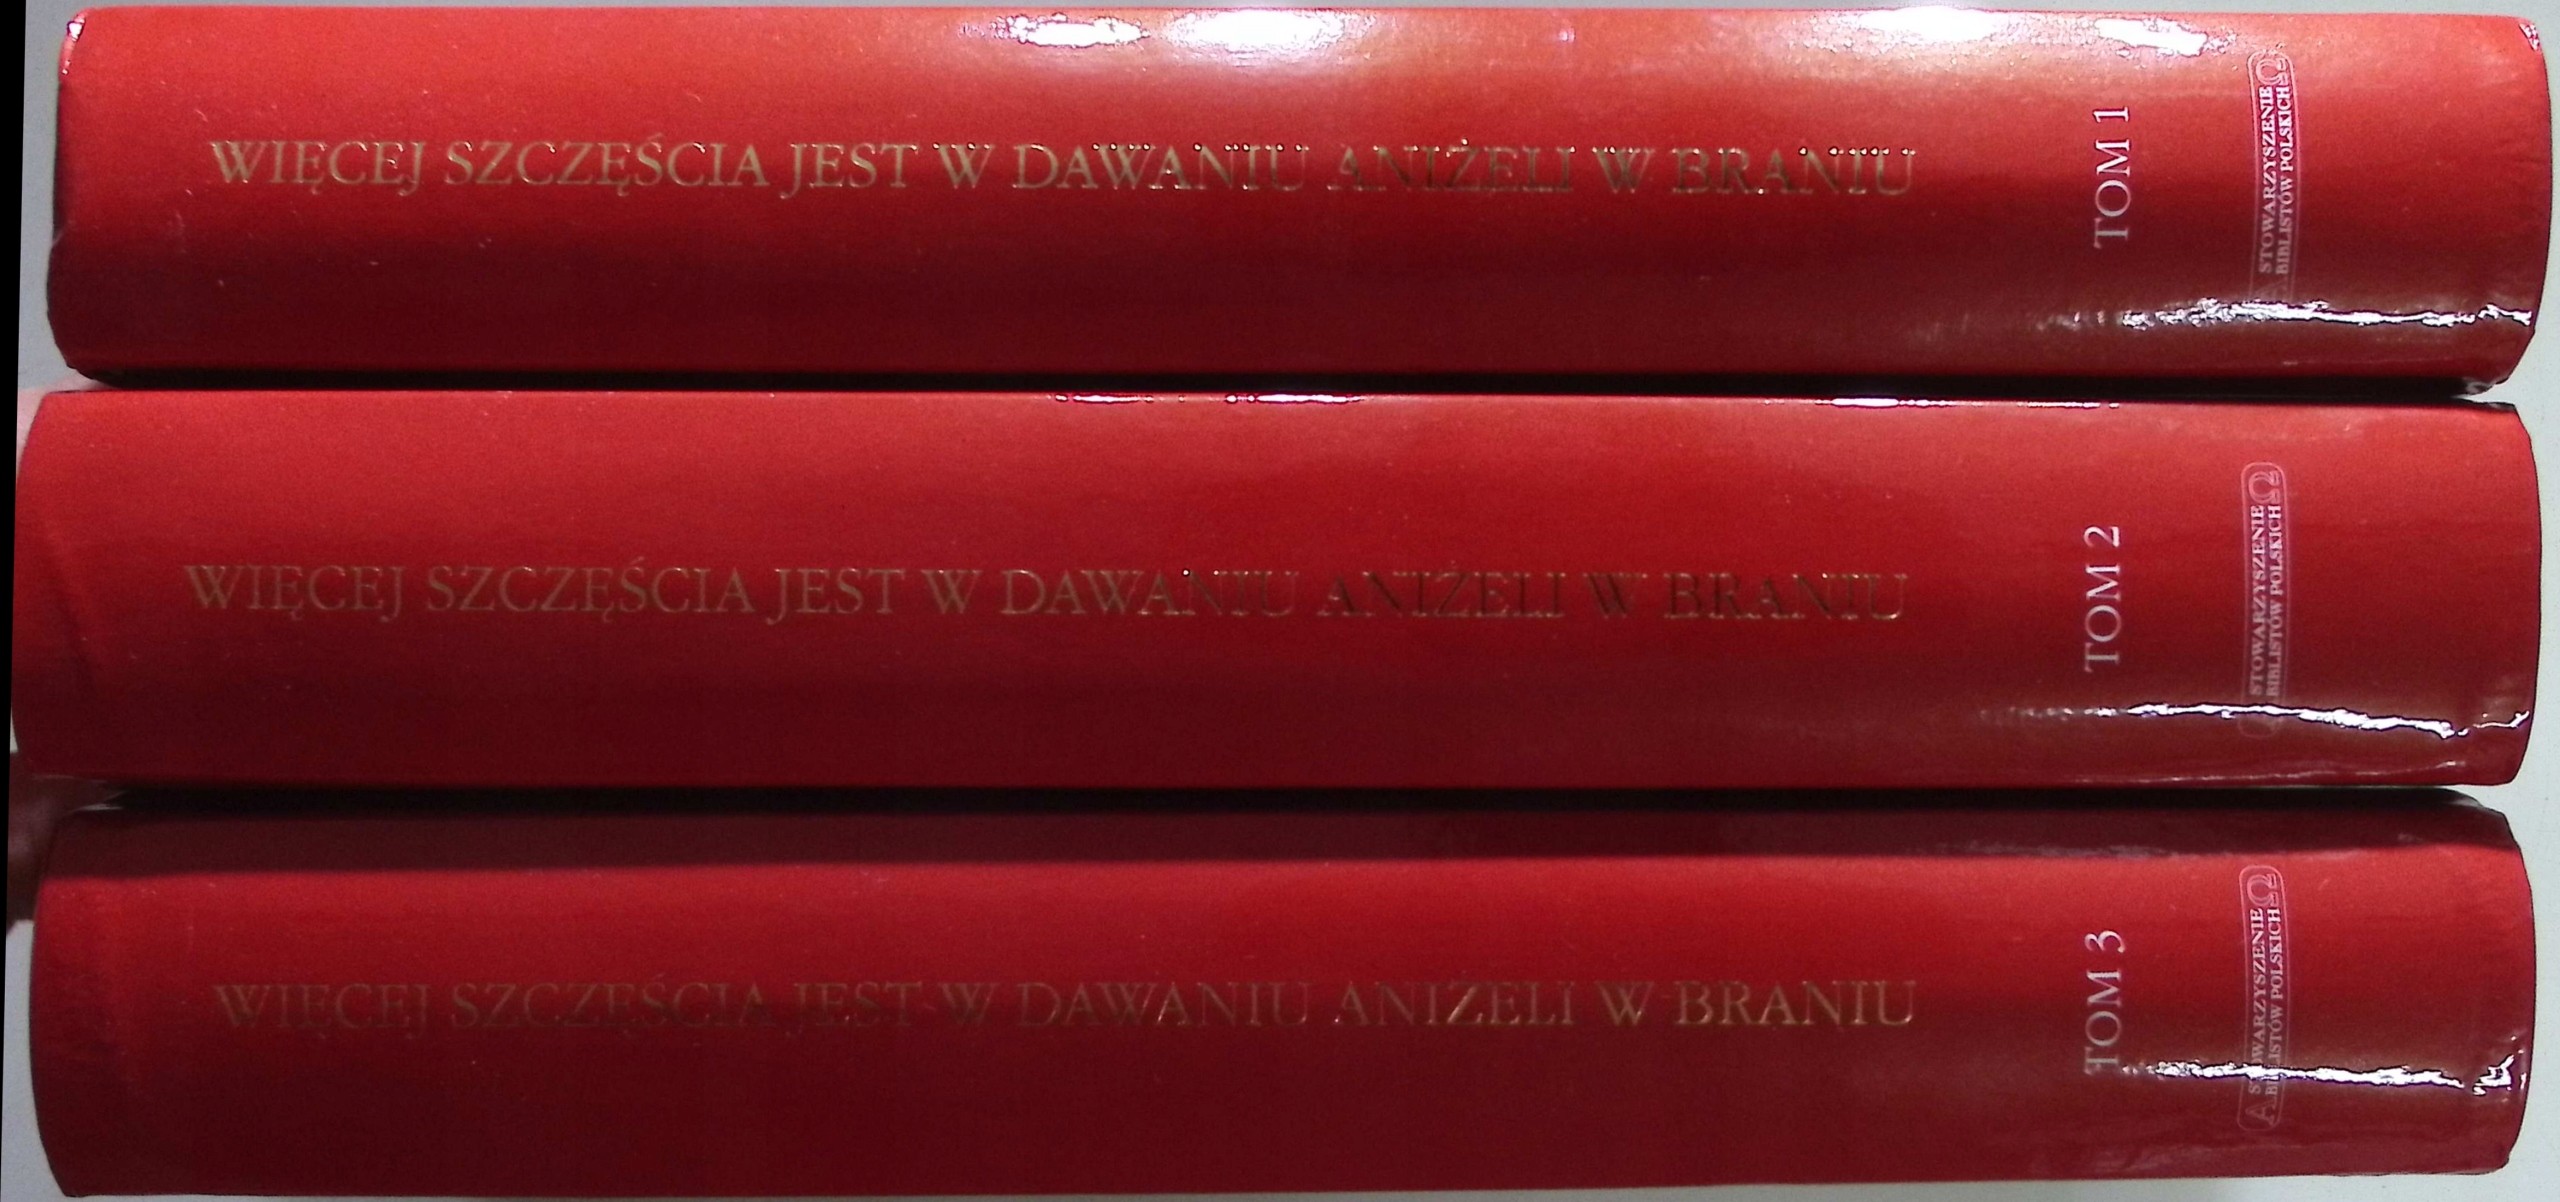 WIĘCEJ SZCZĘŚCIA JEST W DAWANIU ANIŻELI W BRANIU
TOM 1
STOWARZYSZENIE
BIBLISTÓW POLSKICH Ω
WIĘCEJ SZCZĘŚCIA JEST W DAWANIU ANIŻELI W BRANIU
TOM 2
STOWARZYSZENIE
BIBLISTÓW POLSKICH Ω
WIĘCEJ SZCZĘŚCIA JEST W DAWANIU ANIŻELI W BRANIU
TOM 3
A STOWARZYSZENIE
BIBLISTÓW POLSKICH Ω